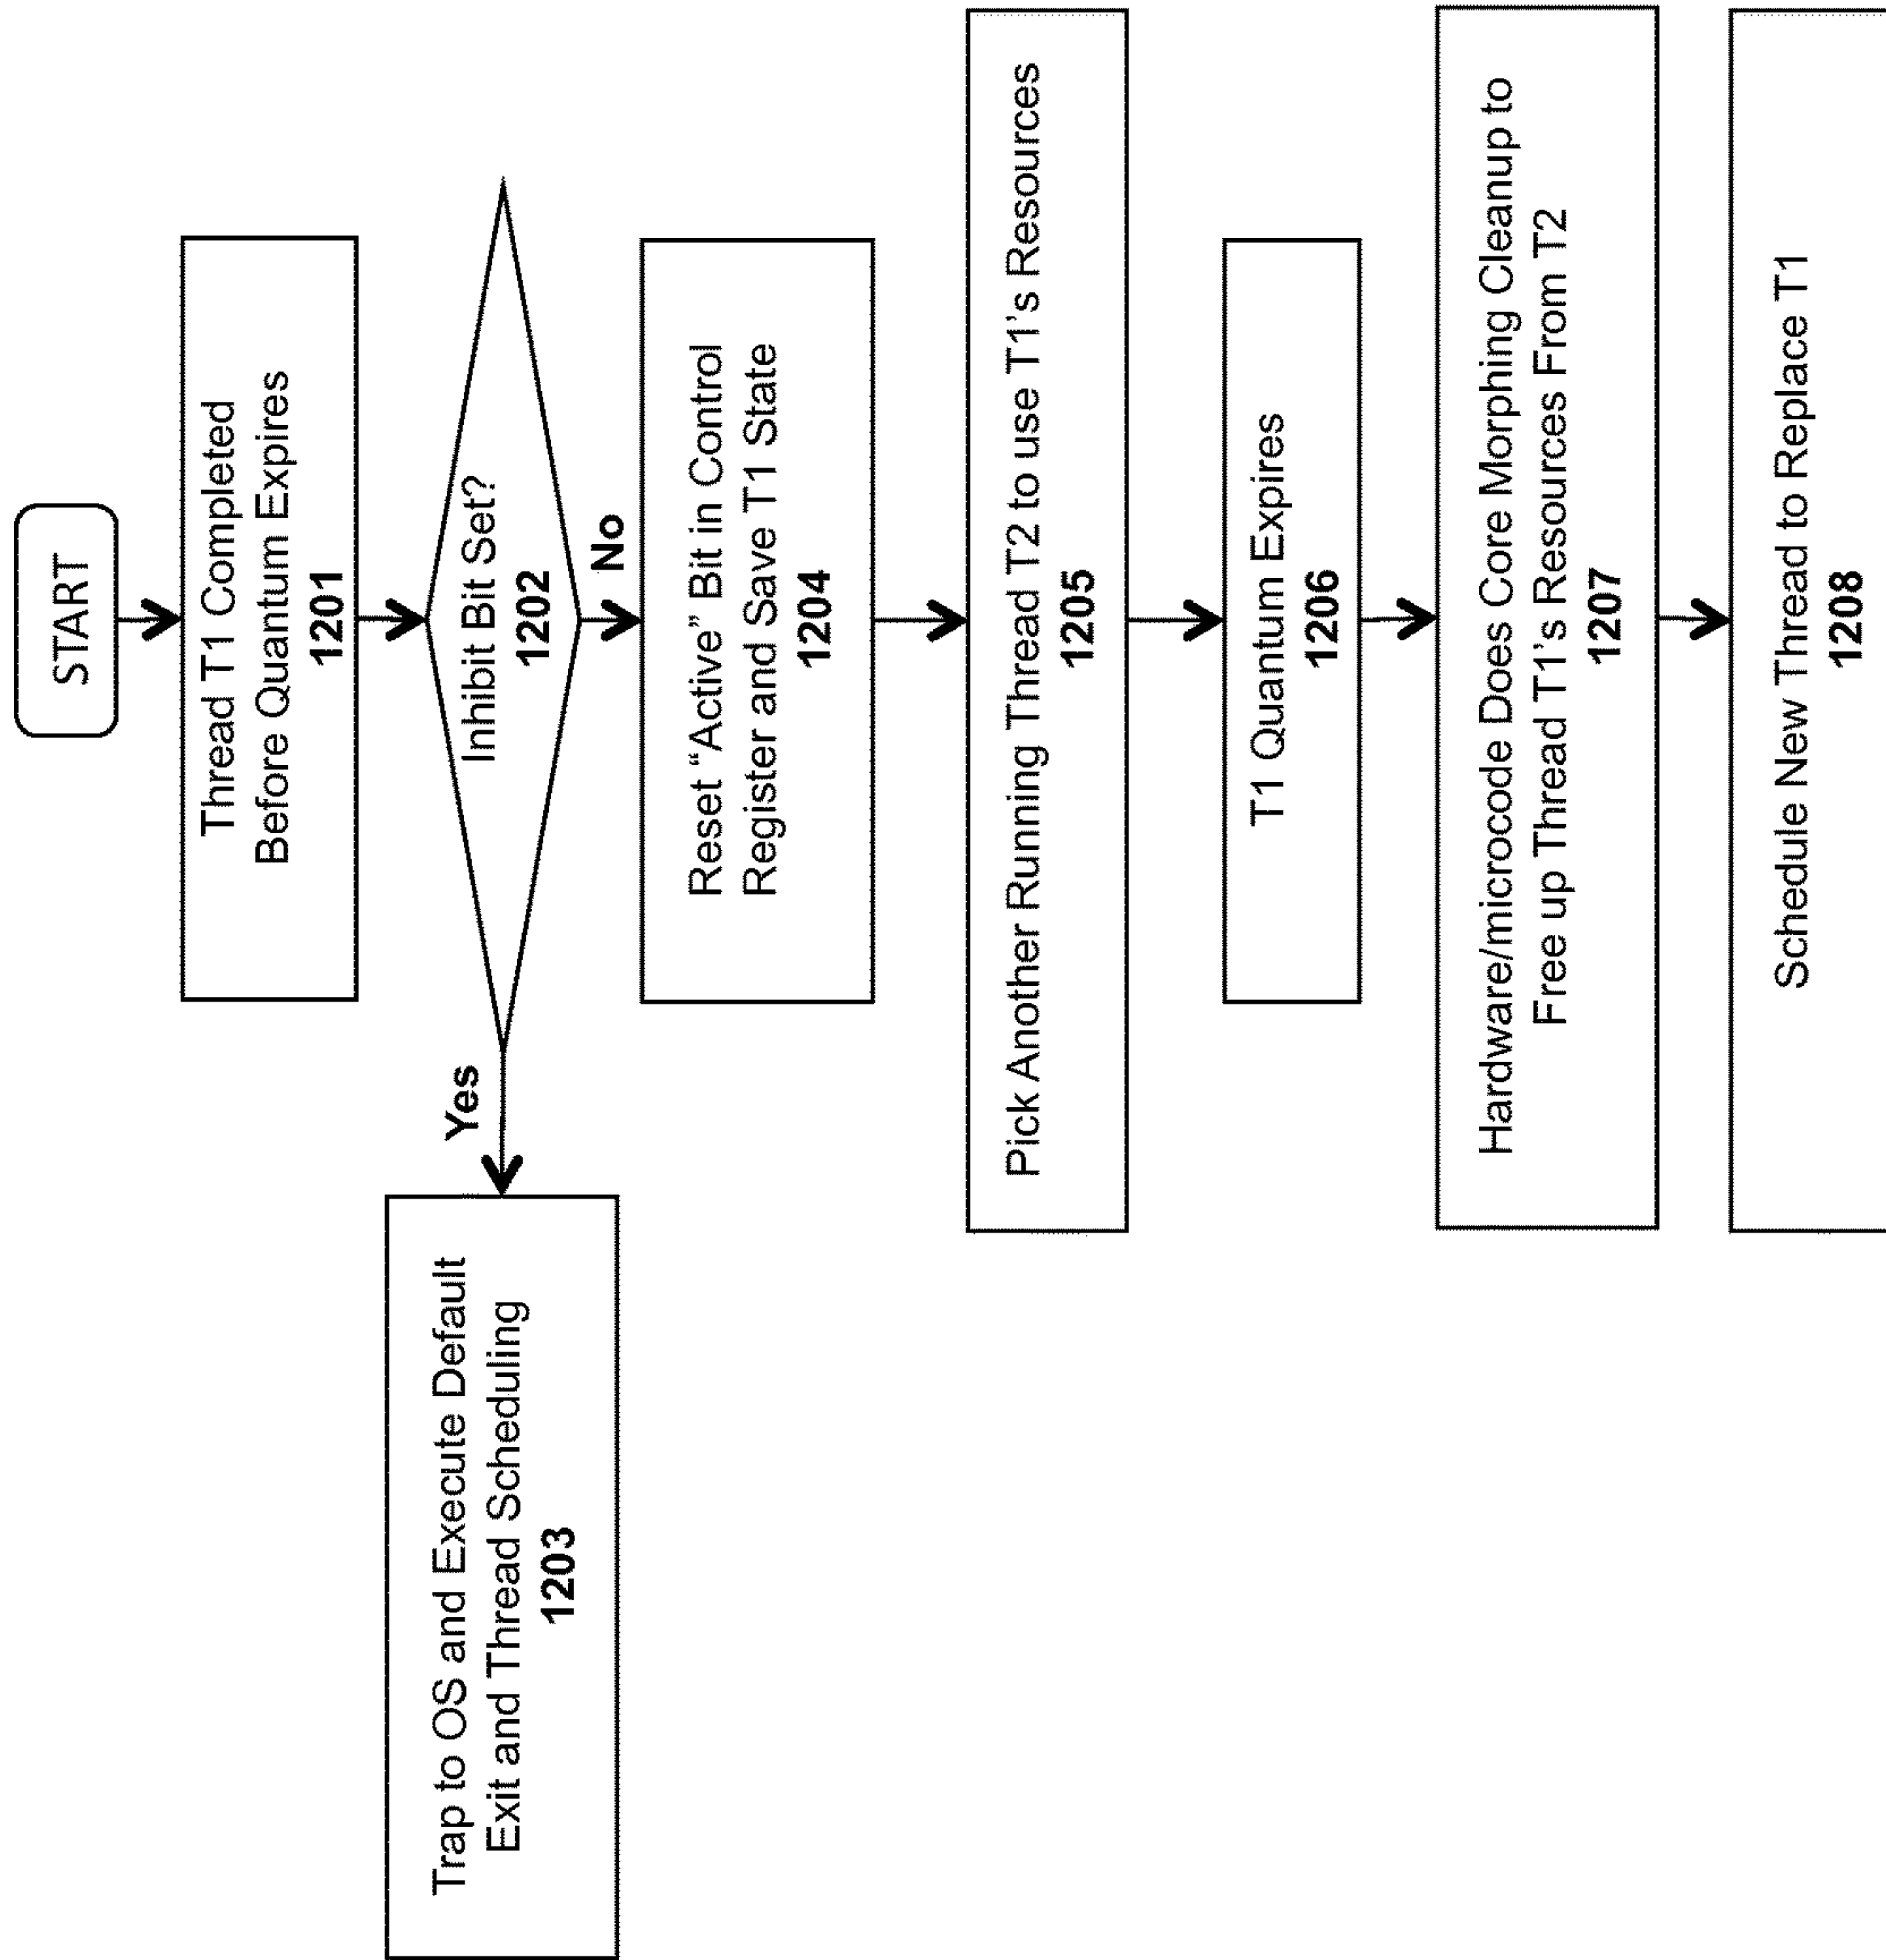 START
Thread T1 Completed
Before Quantum Expires
1201
Inhibit Bit Set?
1202
Yes
No
Trap to OS and Execute Default
Exit and Thread Scheduling
1203
Reset “Active” Bit in Control
Register and Save T1 State
1204
Pick Another Running Thread T2 to use T1’s Resources
1205
T1 Quantum Expires
1206
Hardware/microcode Does Core Morphing Cleanup to
Free up Thread T1’s Resources From T2
1207
Schedule New Thread to Replace T1
1208